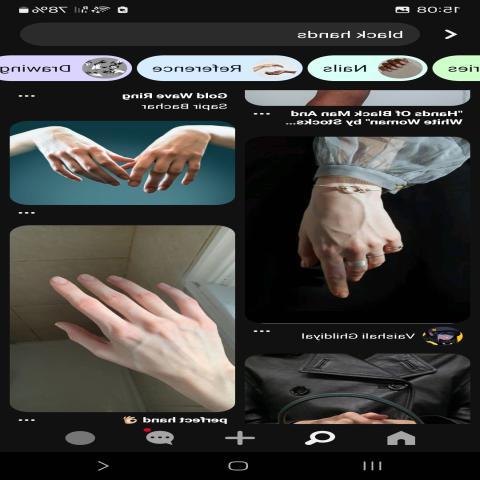 15:08
78%
black hands
ries
Nails
Reference
Drawing
"Hands Of Black Man And
White Woman" by "Stocks...
Gold Wave Ring
Sapir Bachar
Vaishali Ghildiyal
perfect hand